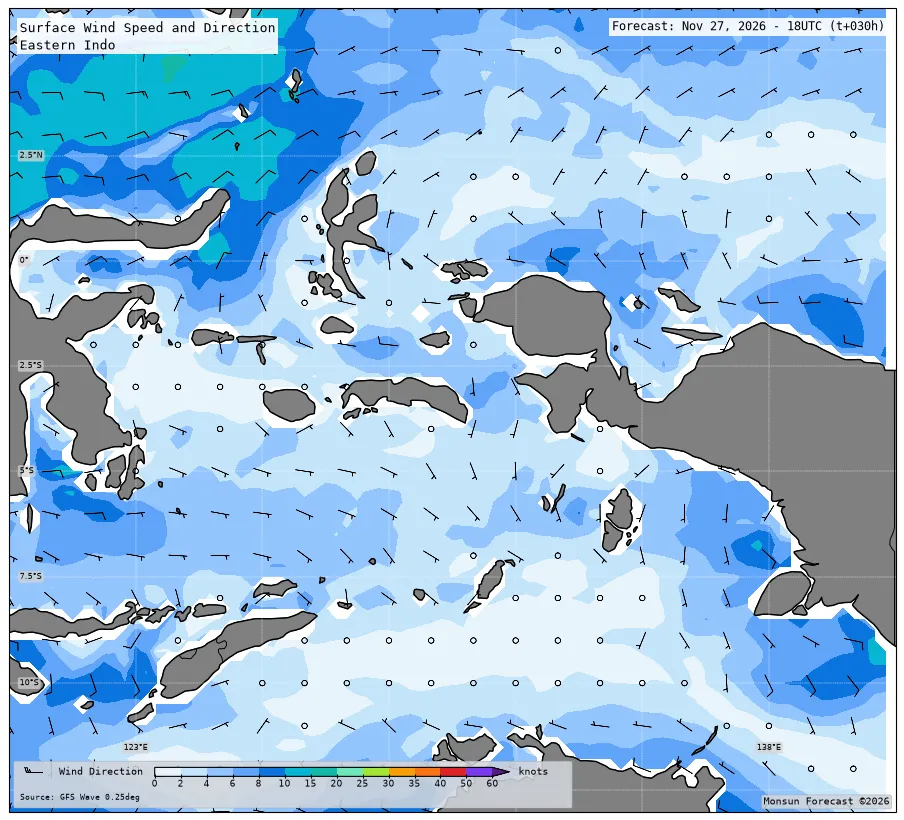 Surface Wind Speed and Direction
Eastern Indo
Forecast: Nov 27, 2026 - 18UTC (t+030h)
2.5°N
0°
2.5°S
5°S
7.5°S
10°S
123°E
138°E
Wind Direction
0 2 4 6 8 10 15 20 25 30 35 40 50 60
knots
Source: GFS Wave 0.25deg
Monsun Forecast ©2026